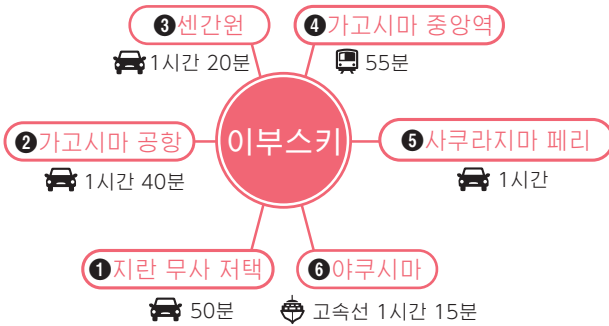 ❸센간원
1시간 20분
❹가고시마 중앙역
55분
❷가고시마 공항
1시간 40분
이부스키
❺사쿠라지마 페리
1시간
❶지란 무사 저택
50분
❻야쿠시마
고속선 1시간 15분